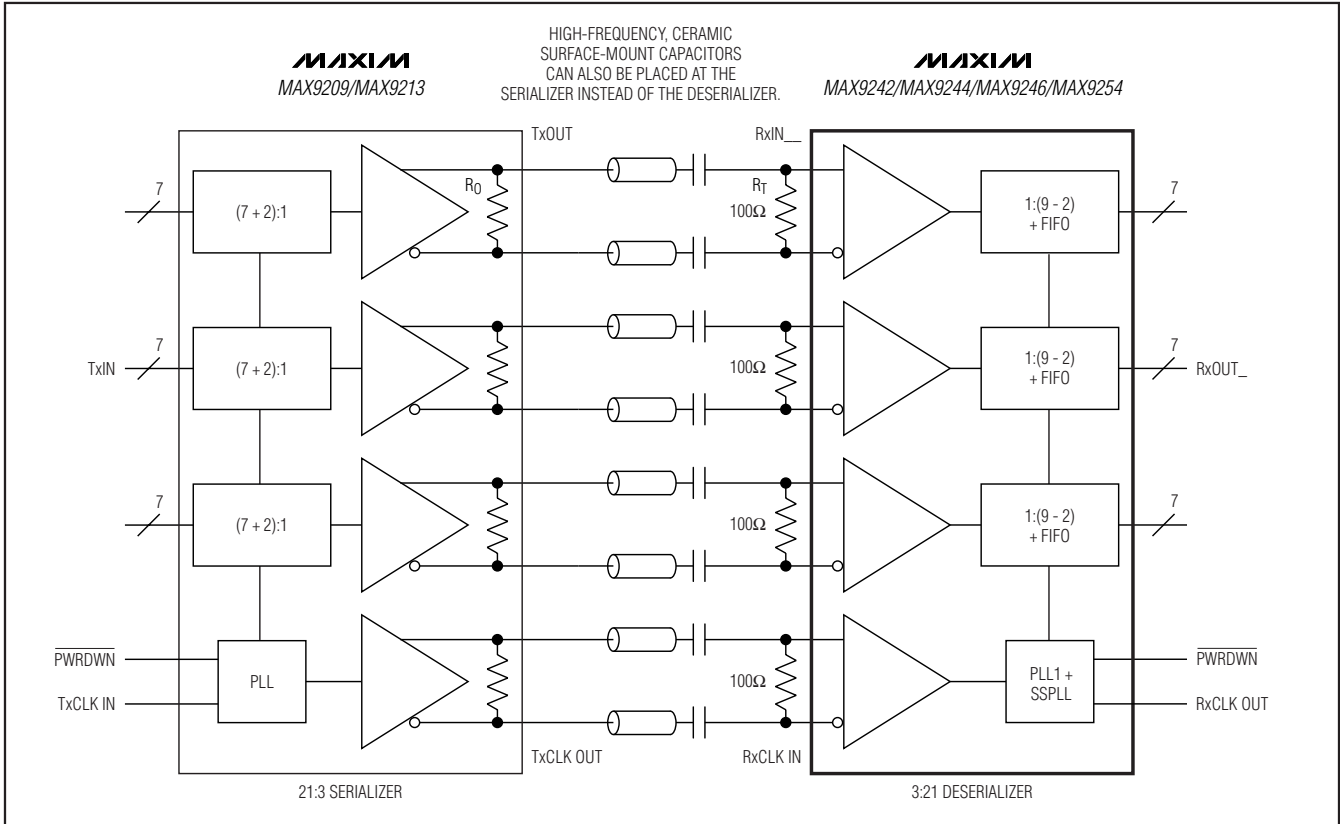 MAXIM
MAX9209/MAX9213
HIGH-FREQUENCY, CERAMIC
SURFACE-MOUNT CAPACITORS
CAN ALSO BE PLACED AT THE
SERIALIZER INSTEAD OF THE DESERIALIZER.
MAXIM
MAX9242/MAX9244/MAX9246/MAX9254
TxOUT
RxIN__
7
(7 + 2):1
RO
RT
100Ω
1:(9 - 2)
+ FIFO
7
TxIN
7
(7 + 2):1
100Ω
1:(9 - 2)
+ FIFO
7
RxOUT_
7
(7 + 2):1
100Ω
1:(9 - 2)
+ FIFO
7
PWRDWN
TxCLK IN
PLL
100Ω
PLL1 +
SSPLL
PWRDWN
RxCLK OUT
TxCLK OUT
RxCLK IN
21:3 SERIALIZER
3:21 DESERIALIZER